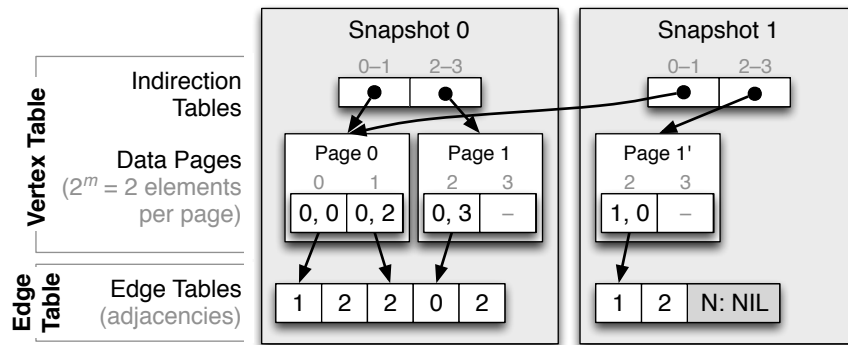 Snapshot 0
Snapshot 1
Vertex Table
Indirection
Tables
0–1 2–3
0–1 2–3
Data Pages
(2^m = 2 elements
per page)
Page 0
0 1
0, 0 0, 2
Page 1
2 3
0, 3 –
Page 1'
2 3
1, 0 –
Edge
Table
Edge Tables
(adjacencies)
1 2 2 0 2
1 2 N: NIL